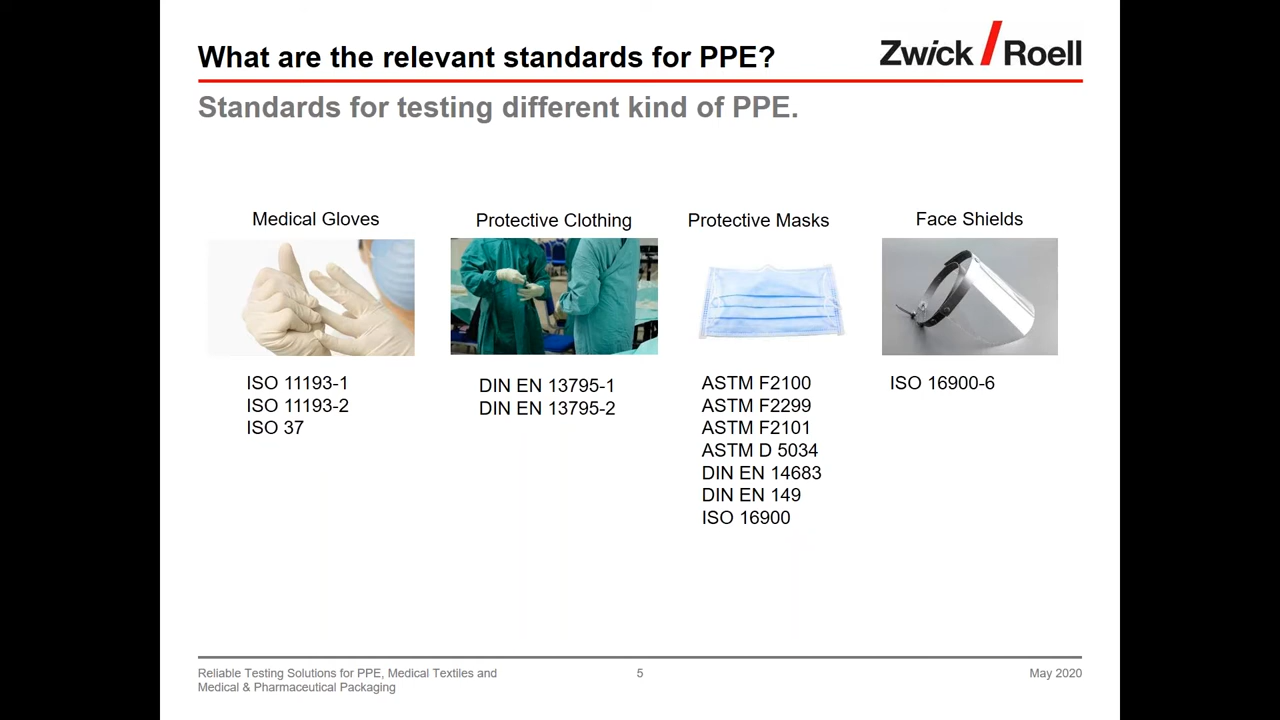 What are the relevant standards for PPE?
Zwick / Roell
Standards for testing different kind of PPE.
Medical Gloves
ISO 11193-1
ISO 11193-2
ISO 37
Protective Clothing
DIN EN 13795-1
DIN EN 13795-2
Protective Masks
ASTM F2100
ASTM F2299
ASTM F2101
ASTM D 5034
DIN EN 14683
DIN EN 149
ISO 16900
Face Shields
ISO 16900-6
Reliable Testing Solutions for PPE, Medical Textiles and
Medical & Pharmaceutical Packaging
5
May 2020